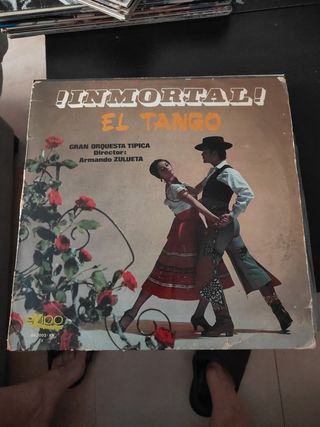 ¡INMORTAL!
EL TANGO
GRAN ORQUESTA TIPICA
Director:
Armando ZULUETA